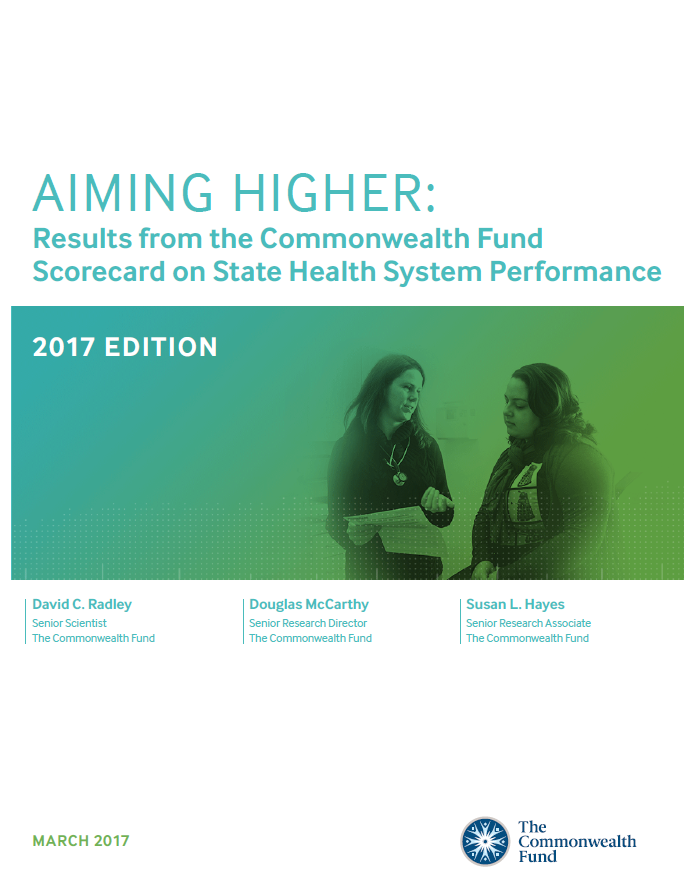 AIMING HIGHER:
Results from the Commonwealth Fund
Scorecard on State Health System Performance
2017 EDITION
David C. Radley
Senior Scientist
The Commonwealth Fund
Douglas McCarthy
Senior Research Director
The Commonwealth Fund
Susan L. Hayes
Senior Research Associate
The Commonwealth Fund
MARCH 2017
The
Commonwealth
Fund